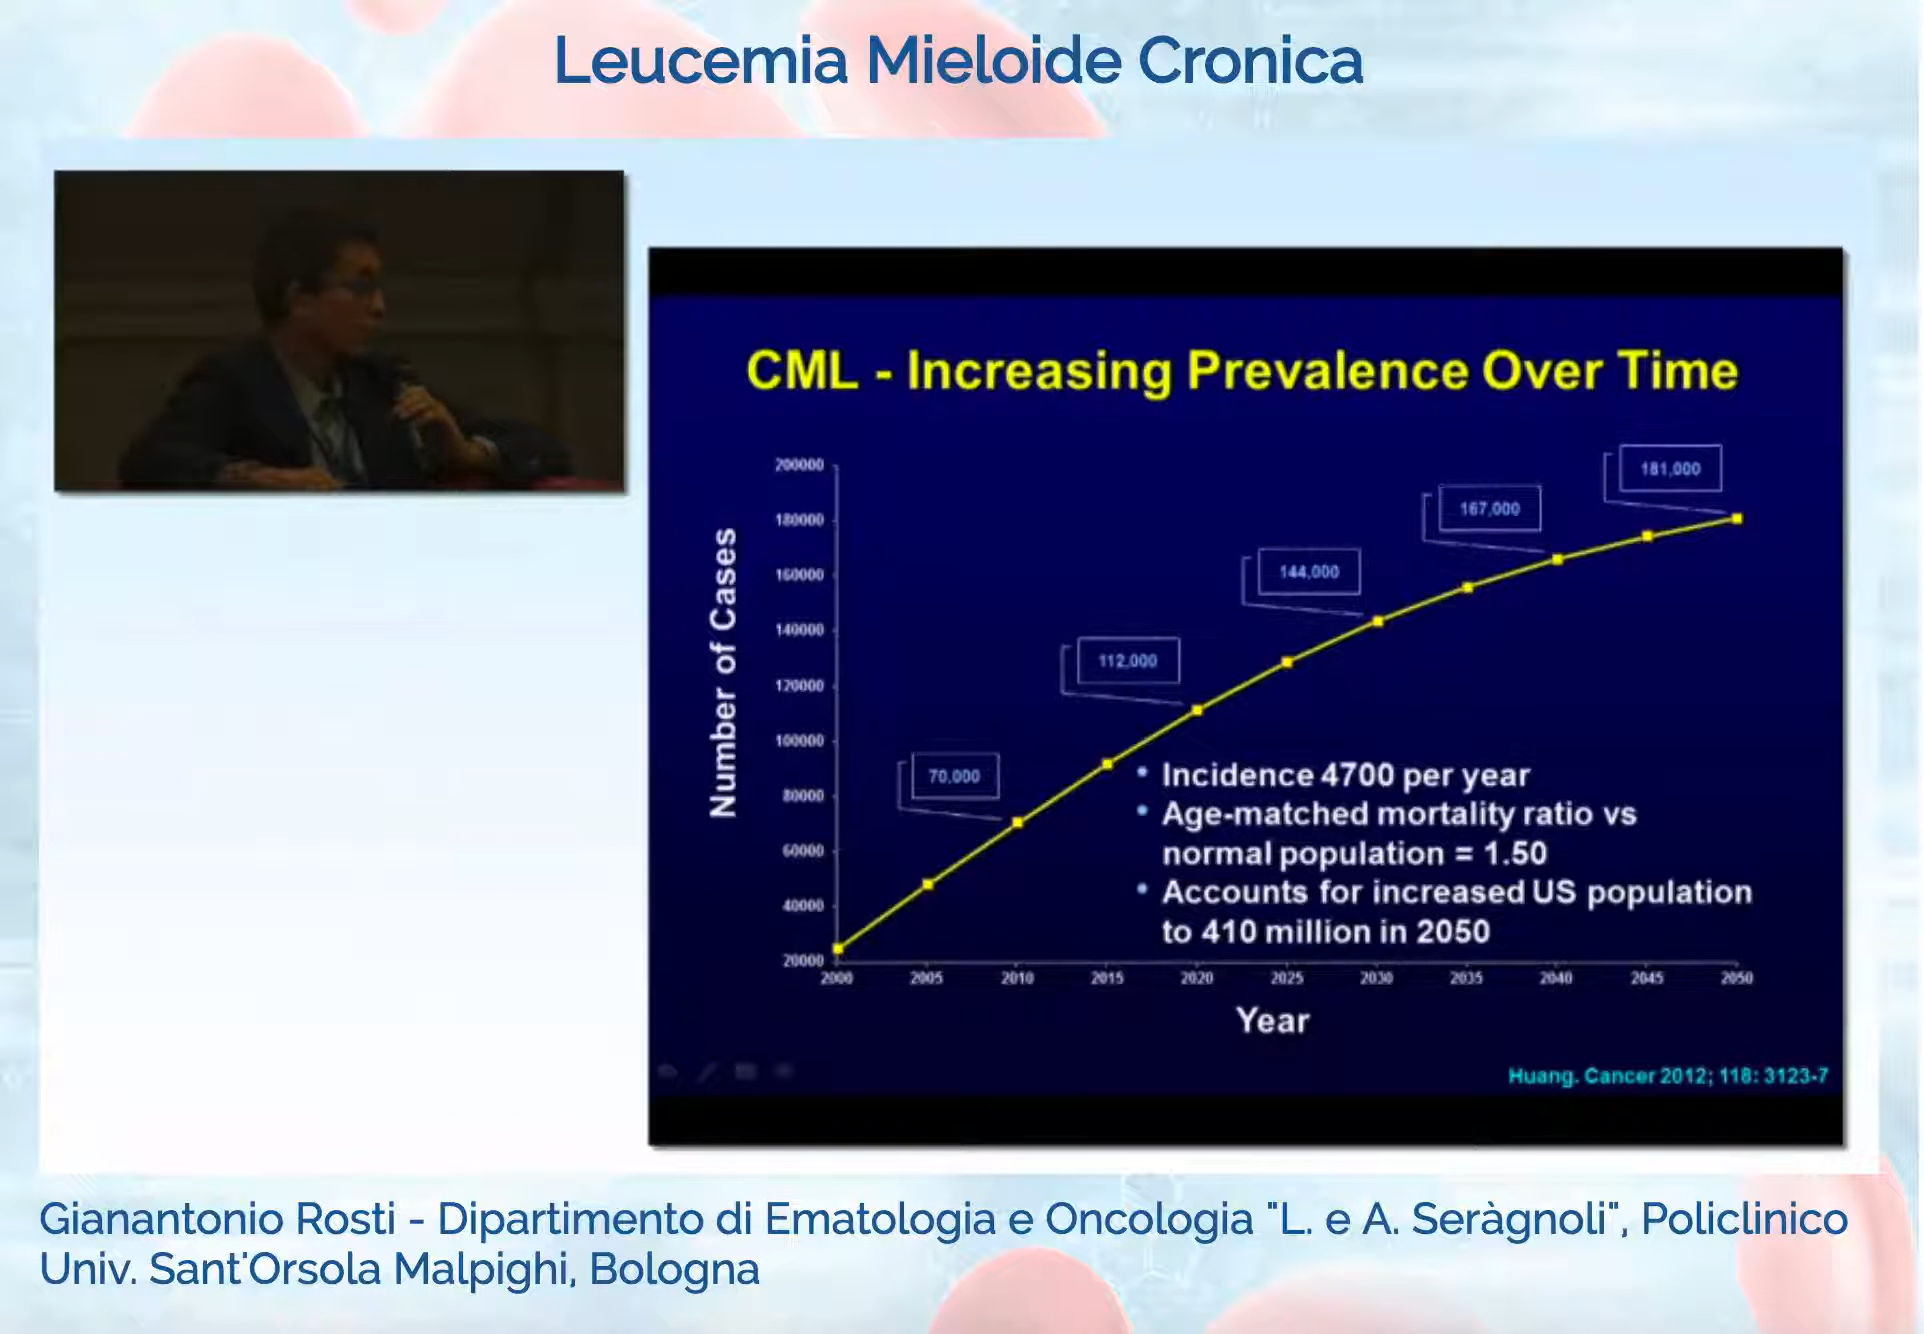 Leucemia Mieloide Cronica
CML - Increasing Prevalence Over Time
Number of Cases
200000
180000
160000
140000
120000
100000
80000
60000
40000
20000
70,000
112,000
144,000
167,000
181,000
• Incidence 4700 per year
• Age-matched mortality ratio vs
normal population = 1.50
• Accounts for increased US population
to 410 million in 2050
2000 2005 2010 2015 2020 2025 2030 2035 2040 2045 2050
Year
Huang. Cancer 2012; 118: 3123-7
Gianantonio Rosti - Dipartimento di Ematologia e Oncologia "L. e A. Seràgnoli", Policlinico
Univ. Sant'Orsola Malpighi, Bologna